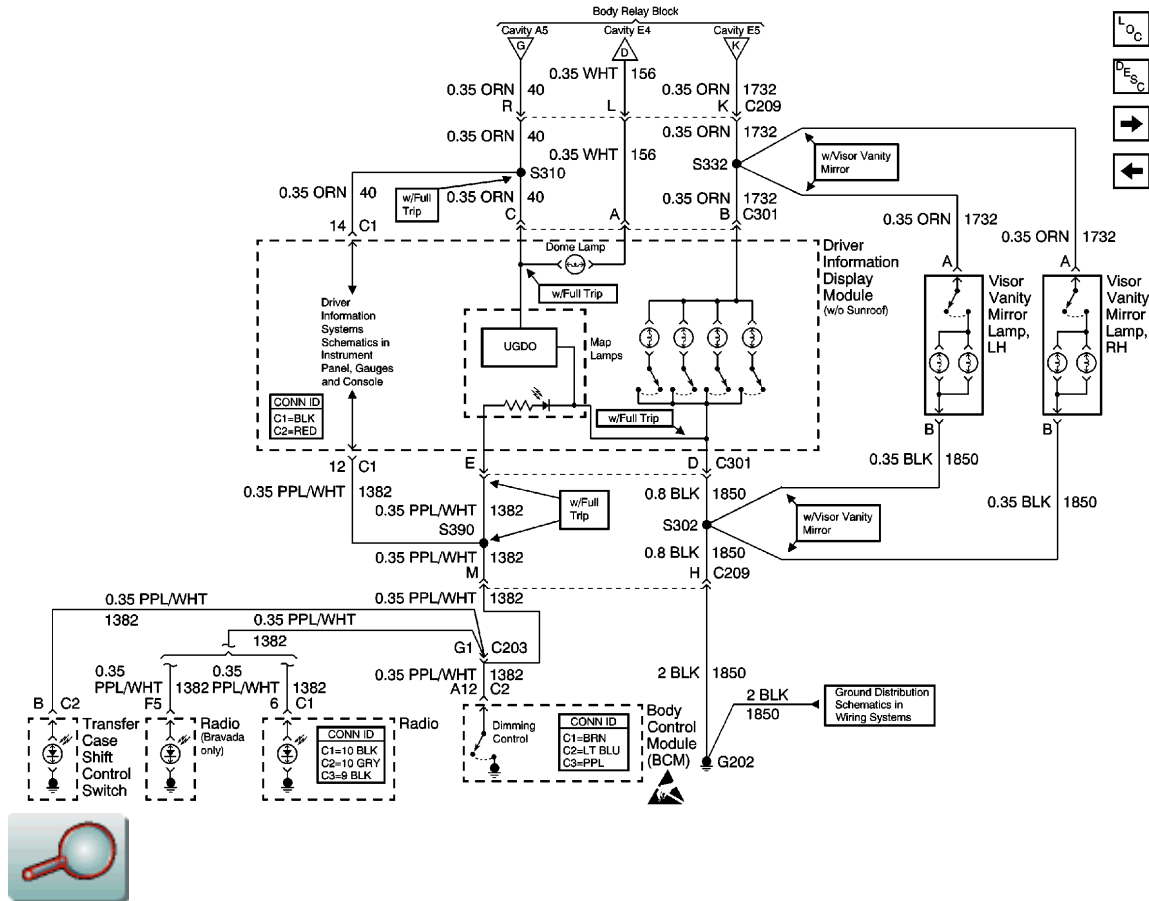 Body Relay Block
Cavity A5
Cavity E4
Cavity E5
G
D
K
LOC
DESC
0.35 WHT 156
0.35 ORN 40
0.35 ORN 1732
R
L
K C209
0.35 ORN 40
0.35 WHT 156
0.35 ORN 1732
S310
S332
w/Visor Vanity
Mirror
0.35 ORN 40
w/Full
Trip
0.35 ORN 40
0.35 ORN 1732
C
A
B C301
14 C1
0.35 ORN 1732
0.35 ORN 1732
A
A
Dome Lamp
w/Full Trip
Driver
Information
Display
Module
(w/o Sunroof)
Visor
Vanity
Mirror
Lamp,
LH
Visor
Vanity
Mirror
Lamp,
RH
Driver
Information
Systems
Schematics in
Instrument
Panel, Gauges
and Console
UGDO
Map
Lamps
CONN ID
C1=BLK
C2=RED
w/Full Trip
B
B
12 C1
E
D C301
0.35 BLK 1850
0.35 BLK 1850
0.35 PPL/WHT 1382
0.35 PPL/WHT 1382
w/Full
Trip
0.8 BLK 1850
S390
S302
w/Visor Vanity
Mirror
0.35 PPL/WHT 1382
0.8 BLK 1850
M
H C209
0.35 PPL/WHT
1382
0.35 PPL/WHT 1382
0.35 PPL/WHT
1382
G1 C203
0.35
PPL/WHT 1382
0.35
PPL/WHT 1382
0.35 PPL/WHT 1382
A12 C2
2 BLK 1850
2 BLK
1850
Ground Distribution
Schematics in
Wiring Systems
B C2
F5
6 C1
Transfer
Case
Shift
Control
Switch
Radio
(Bravada
only)
Radio
CONN ID
C1=10 BLK
C2=10 GRY
C3=9 BLK
Dimming
Control
CONN ID
C1=BRN
C2=LT BLU
C3=PPL
Body
Control
Module
(BCM)
G202